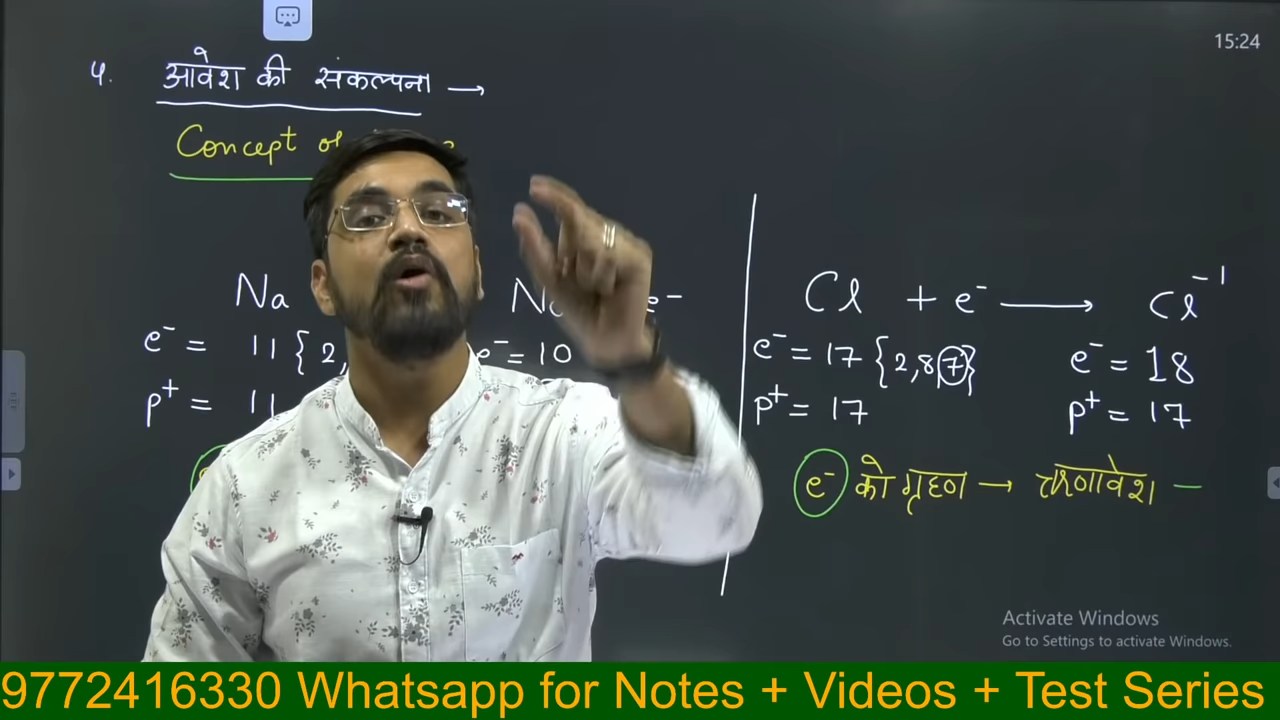 15:24
५. आवेश की संकल्पना →
Concept of
Na
e⁻ = 11 {2,
p⁺ = 11
e⁻
e⁻ = 10
Cl + e⁻ → Cl⁻¹
e⁻ = 17 {2,8,7}
p⁺ = 17
e⁻ = 18
p⁺ = 17
e⁻ को ग्रहण → ऋणावेश —
Activate Windows
Go to Settings to activate Windows.
9772416330 Whatsapp for Notes + Videos + Test Series